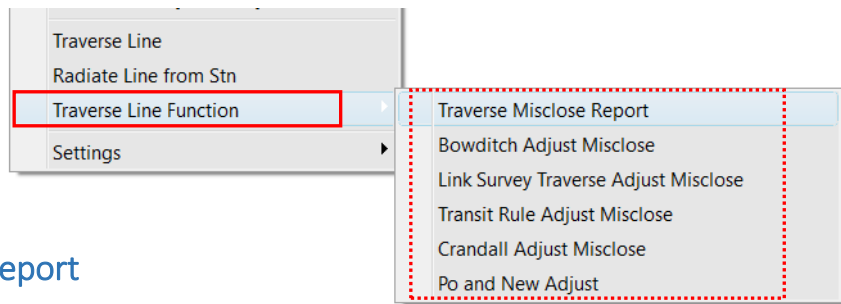 Traverse Line
Radiate Line from Stn
Traverse Line Function
Settings
Traverse Misclose Report
Bowditch Adjust Misclose
Link Survey Traverse Adjust Misclose
Transit Rule Adjust Misclose
Crandall Adjust Misclose
Po and New Adjust
eport